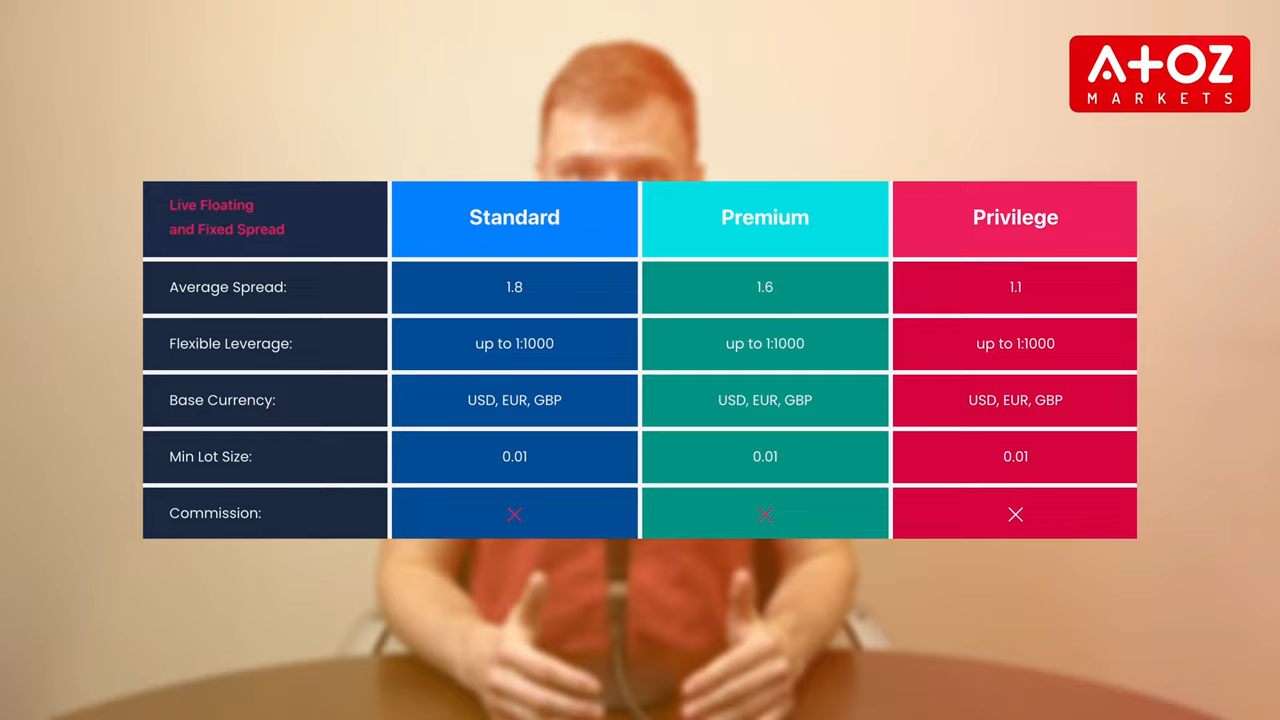 A+OZ
MARKETS
Live Floating
and Fixed Spread
Standard
Premium
Privilege
Average Spread:
1.8
1.6
1.1
Flexible Leverage:
up to 1:1000
up to 1:1000
up to 1:1000
Base Currency:
USD, EUR, GBP
USD, EUR, GBP
USD, EUR, GBP
Min Lot Size:
0.01
0.01
0.01
Commission: